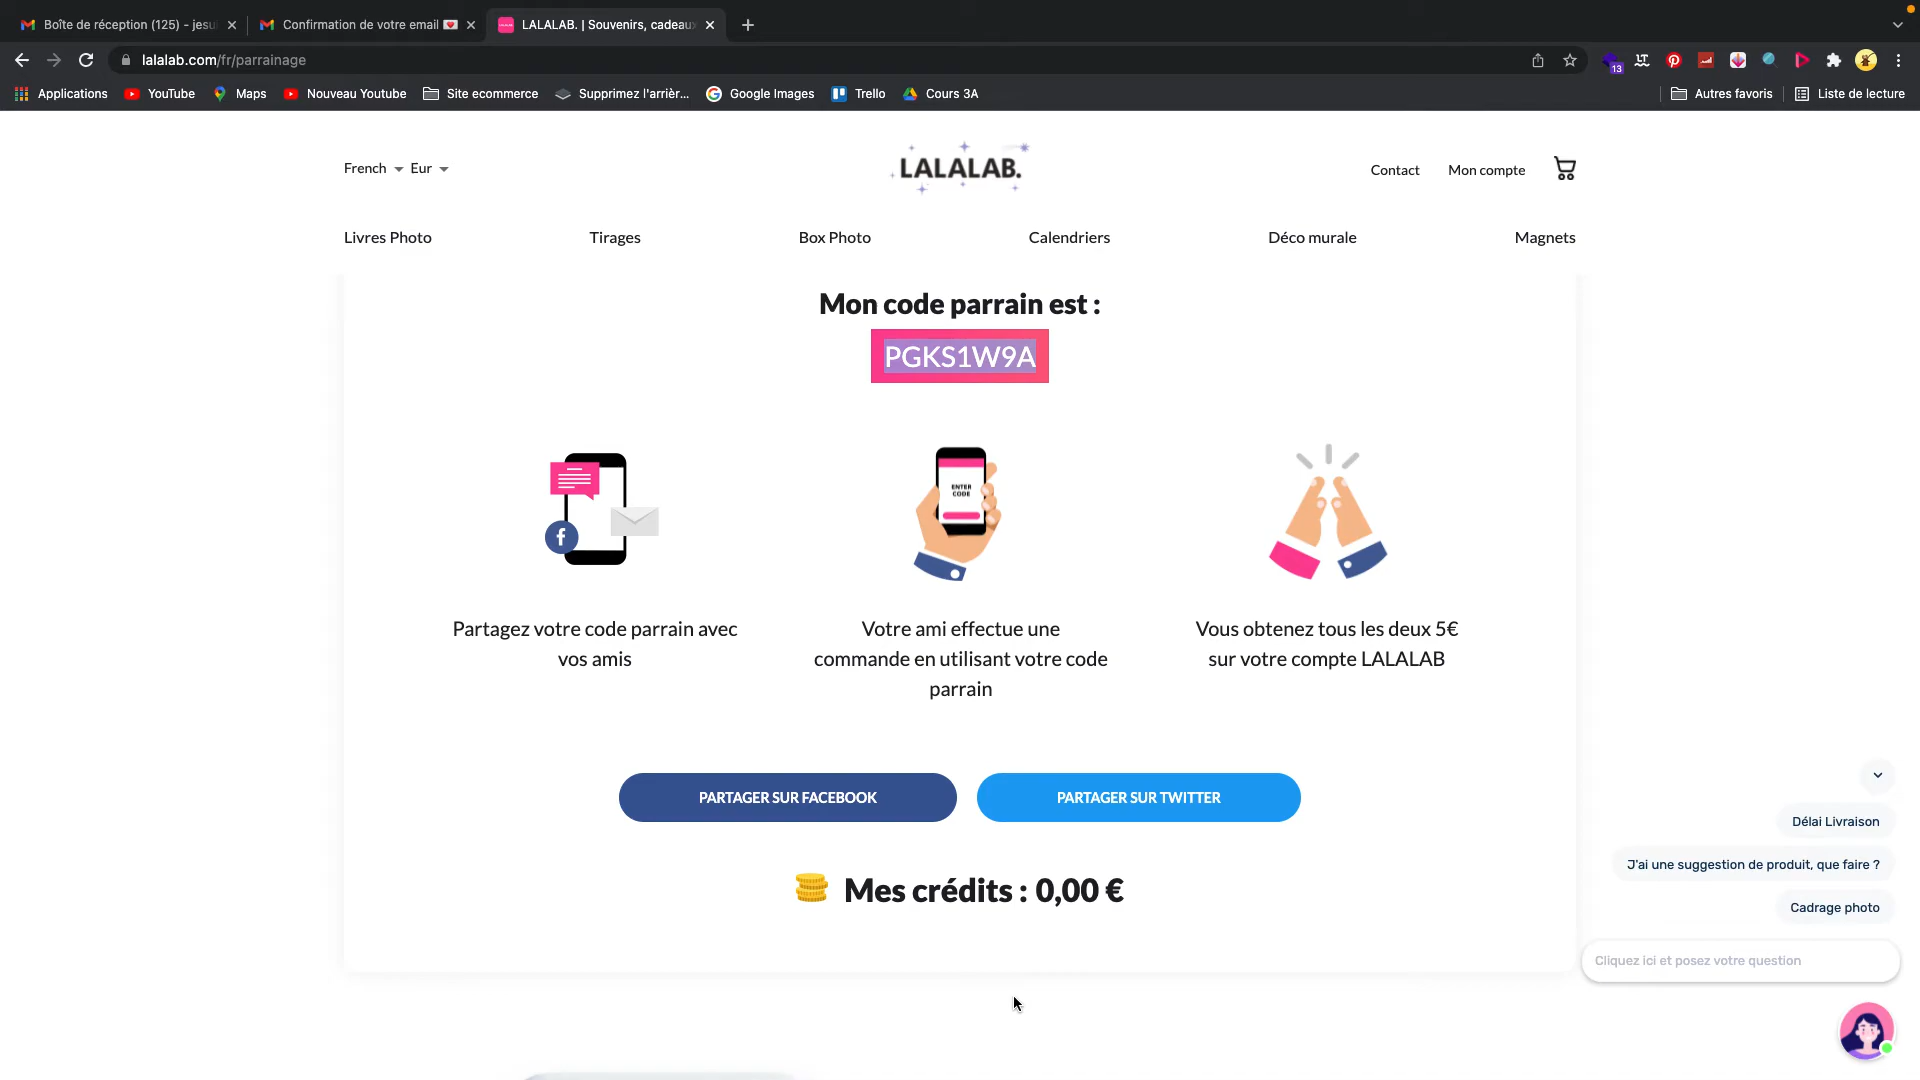 Boîte de réception (125) - jesu
Confirmation de votre email 💌
LALALAB. | Souvenirs, cadeaux
lalalab.com/fr/parrainage
13
Applications
YouTube
Maps
Nouveau Youtube
Site ecommerce
Supprimez l'arrièr...
Google Images
Trello
Cours 3A
Autres favoris
Liste de lecture
French
Eur
LALALAB.
Contact
Mon compte
Livres Photo
Tirages
Box Photo
Calendriers
Déco murale
Magnets
Mon code parrain est :
PGKS1W9A
ENTER
CODE
Partagez votre code parrain avec
vos amis
Votre ami effectue une
commande en utilisant votre code
parrain
Vous obtenez tous les deux 5€
sur votre compte LALALAB
PARTAGER SUR FACEBOOK
PARTAGER SUR TWITTER
Mes crédits : 0,00 €
Délai Livraison
J'ai une suggestion de produit, que faire ?
Cadrage photo
Cliquez ici et posez votre question